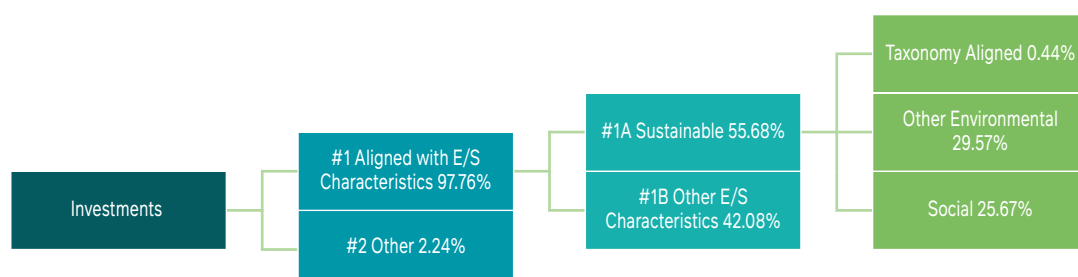 Investments
#1 Aligned with E/S
Characteristics 97.76%
#2 Other 2.24%
#1A Sustainable 55.68%
#1B Other E/S
Characteristics 42.08%
Taxonomy Aligned 0.44%
Other Environmental
29.57%
Social 25.67%